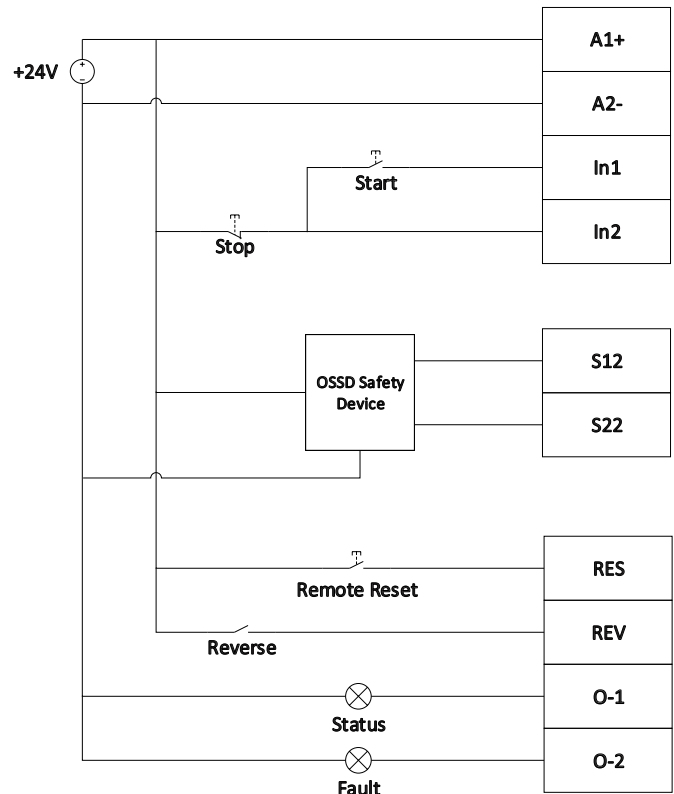 A1+
+24V
A2-
In1
Start
In2
Stop
S12
OSSD Safety
Device
S22
RES
Remote Reset
REV
Reverse
O-1
Status
O-2
Fault